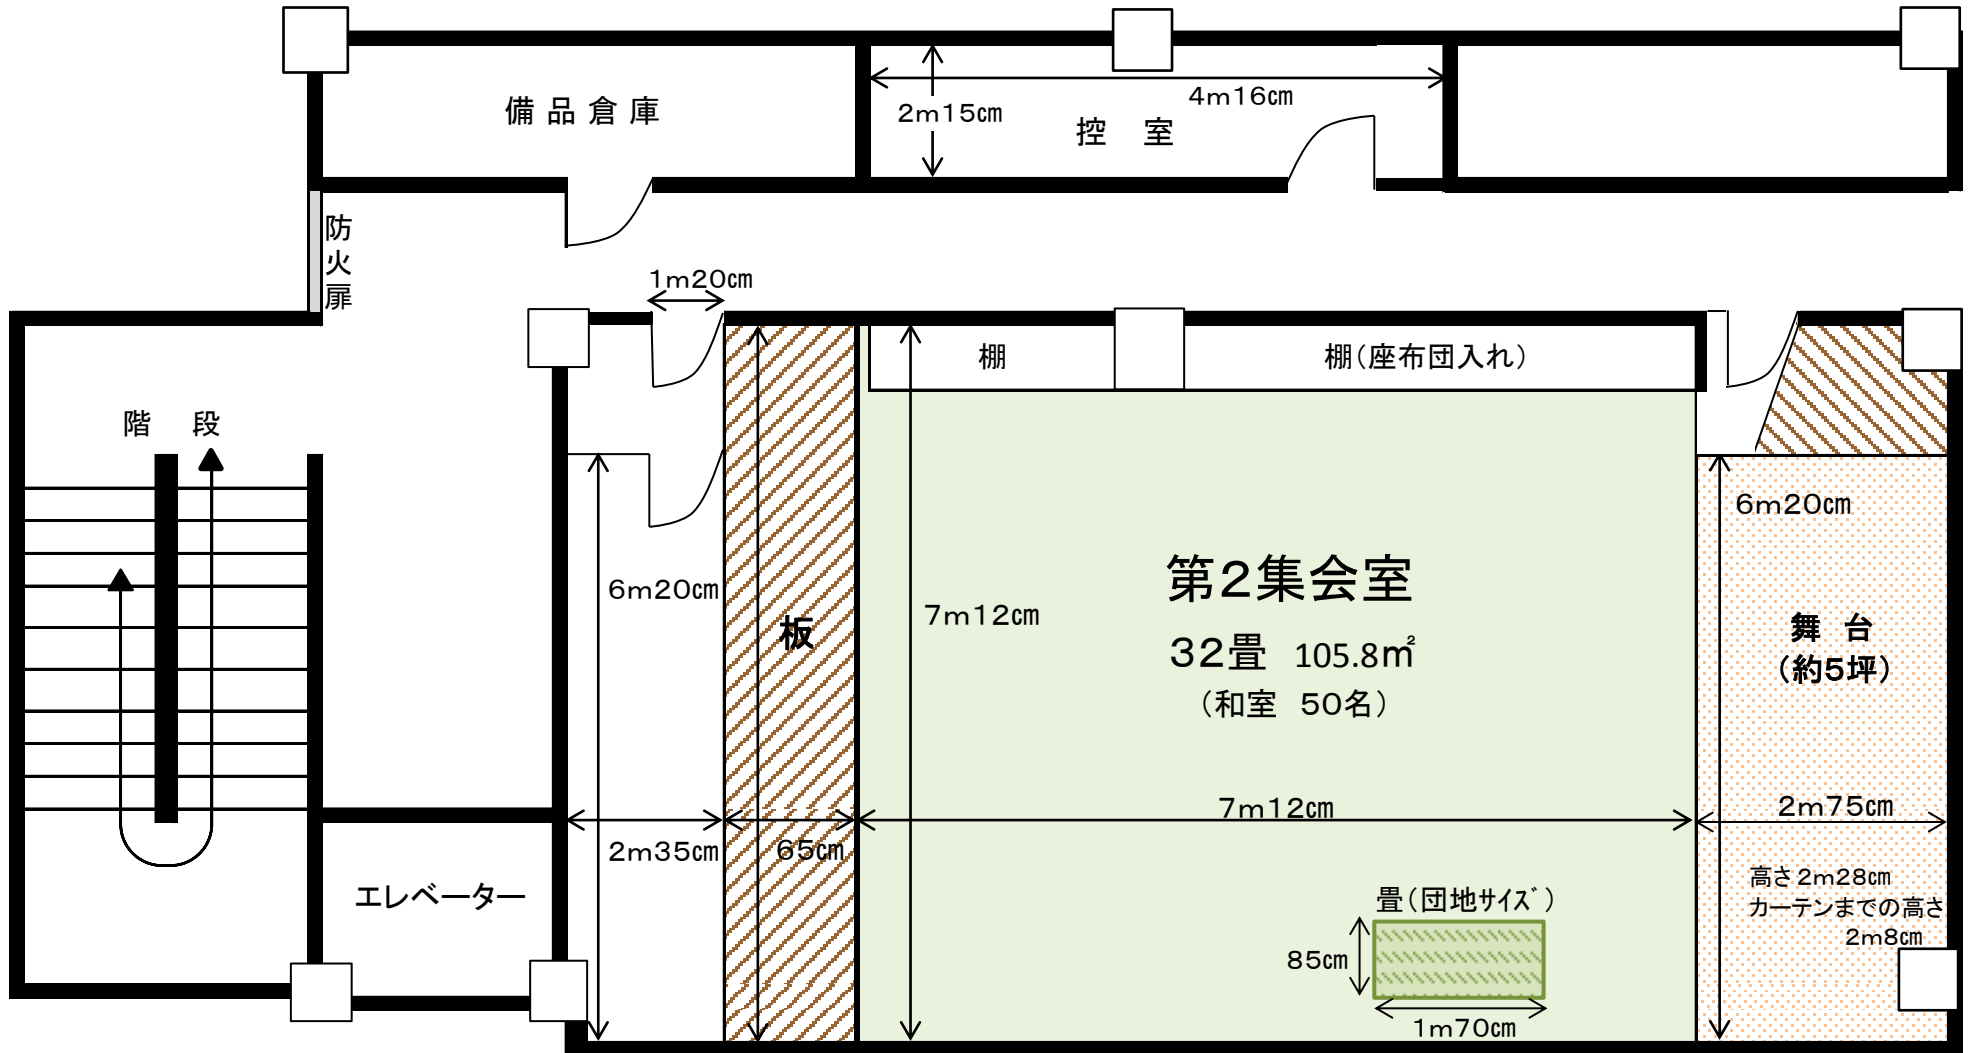 備品倉庫
2m15㎝
4m16㎝
控 室
防火扉
1m20㎝
棚
棚(座布団入れ)
階 段
6m20㎝
6m20㎝
板
7m12㎝
第2集会室
32畳 105.8㎡
(和室 50名)
舞 台
(約5坪)
2m35㎝
65㎝
7m12㎝
2m75㎝
エレベーター
高さ2m28㎝
カーテンまでの高さ
2m8㎝
畳(団地サイズ)
85㎝
1m70㎝